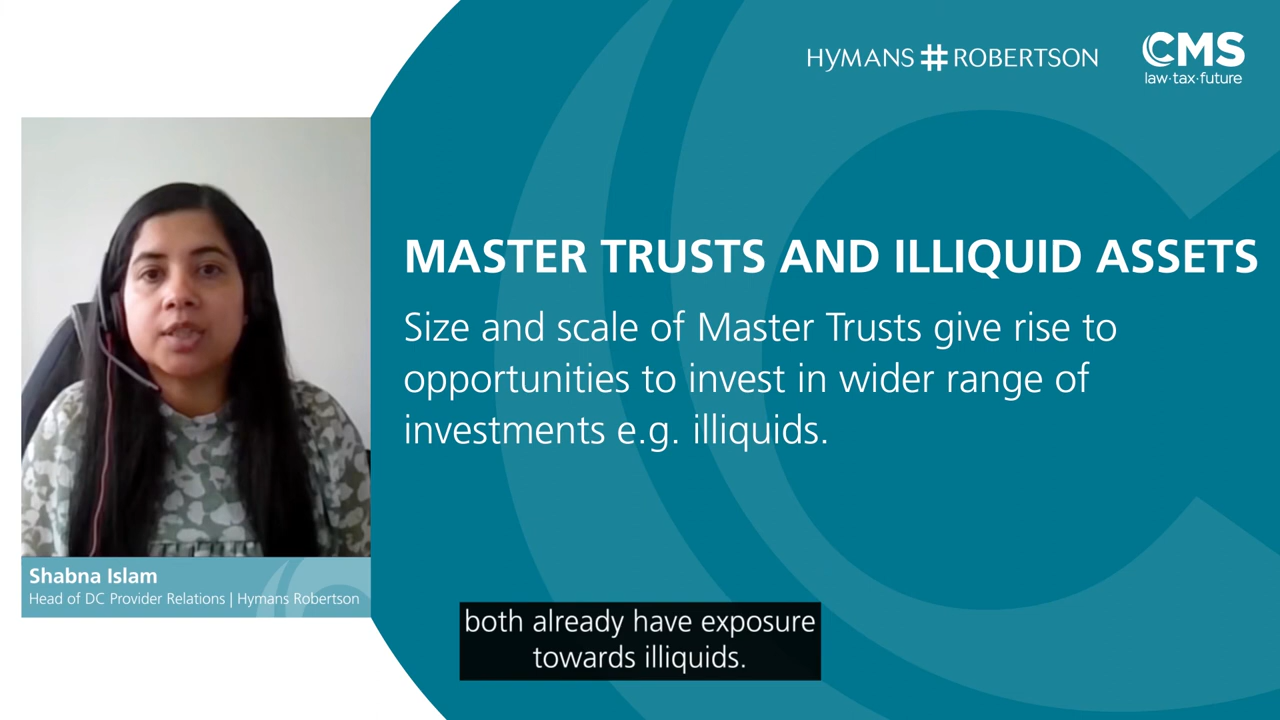 HYMANS # ROBERTSON
CMS
law·tax·future
MASTER TRUSTS AND ILLIQUID ASSETS
Size and scale of Master Trusts give rise to
opportunities to invest in wider range of
investments e.g. illiquids.
Shabna Islam
Head of DC Provider Relations | Hymans Robertson
both already have exposure
towards illiquids.